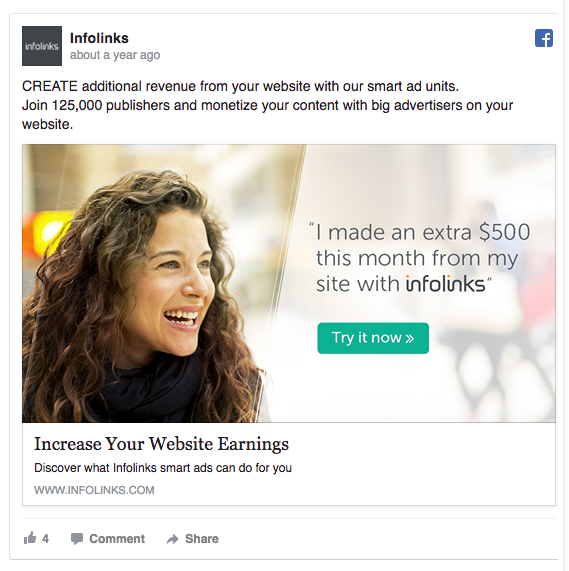 infolinks
Infolinks
about a year ago
CREATE additional revenue from your website with our smart ad units.
Join 125,000 publishers and monetize your content with big advertisers on your
website.
“I made an extra $500
this month from my
site with infolinks”
Try it now »
Increase Your Website Earnings
Discover what Infolinks smart ads can do for you
WWW.INFOLINKS.COM
4 Comment Share